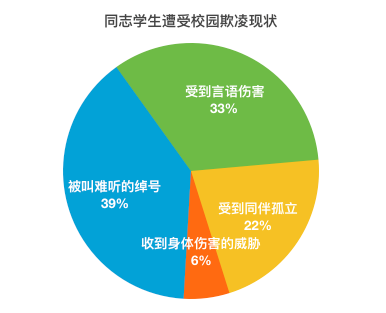 同志学生遭受校园欺凌现状
受到言语伤害
33%
被叫难听的绰号
39%
受到同伴孤立
22%
收到身体伤害的威胁
6%